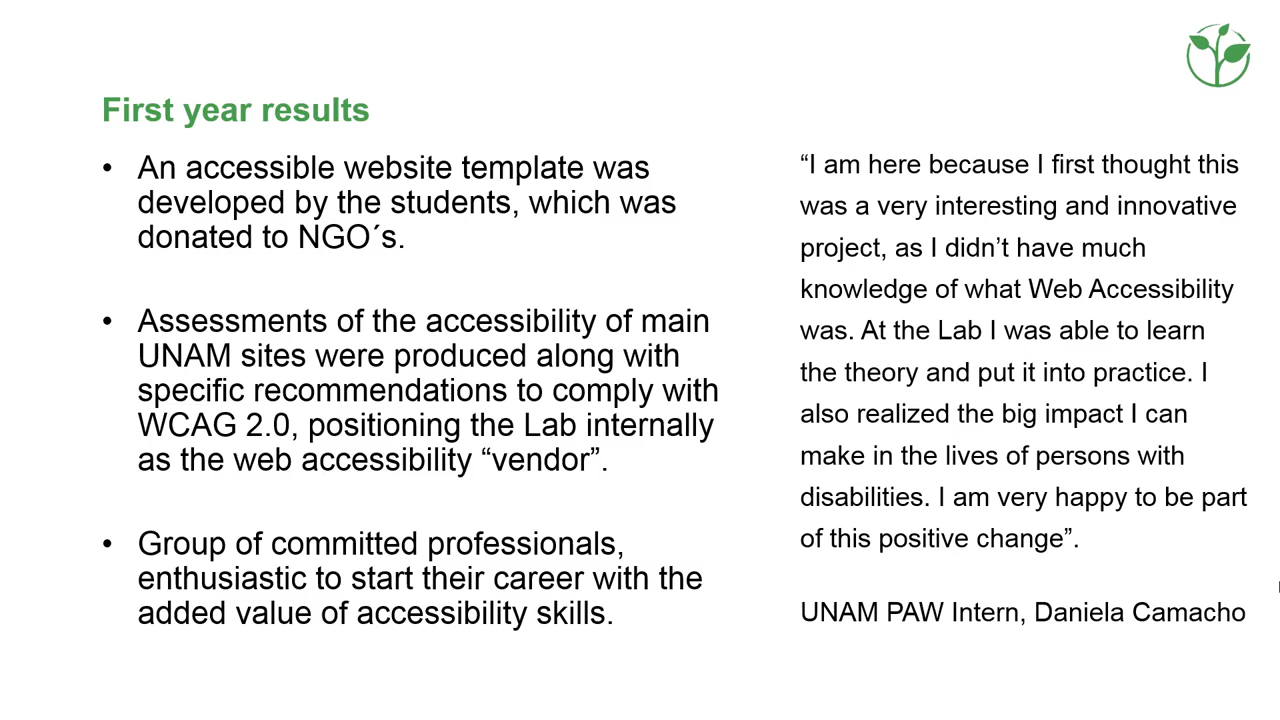 First year results
• An accessible website template was
developed by the students, which was
donated to NGO´s.
• Assessments of the accessibility of main
UNAM sites were produced along with
specific recommendations to comply with
WCAG 2.0, positioning the Lab internally
as the web accessibility “vendor”.
• Group of committed professionals,
enthusiastic to start their career with the
added value of accessibility skills.
“I am here because I first thought this
was a very interesting and innovative
project, as I didn’t have much
knowledge of what Web Accessibility
was. At the Lab I was able to learn
the theory and put it into practice. I
also realized the big impact I can
make in the lives of persons with
disabilities. I am very happy to be part
of this positive change”.
UNAM PAW Intern, Daniela Camacho